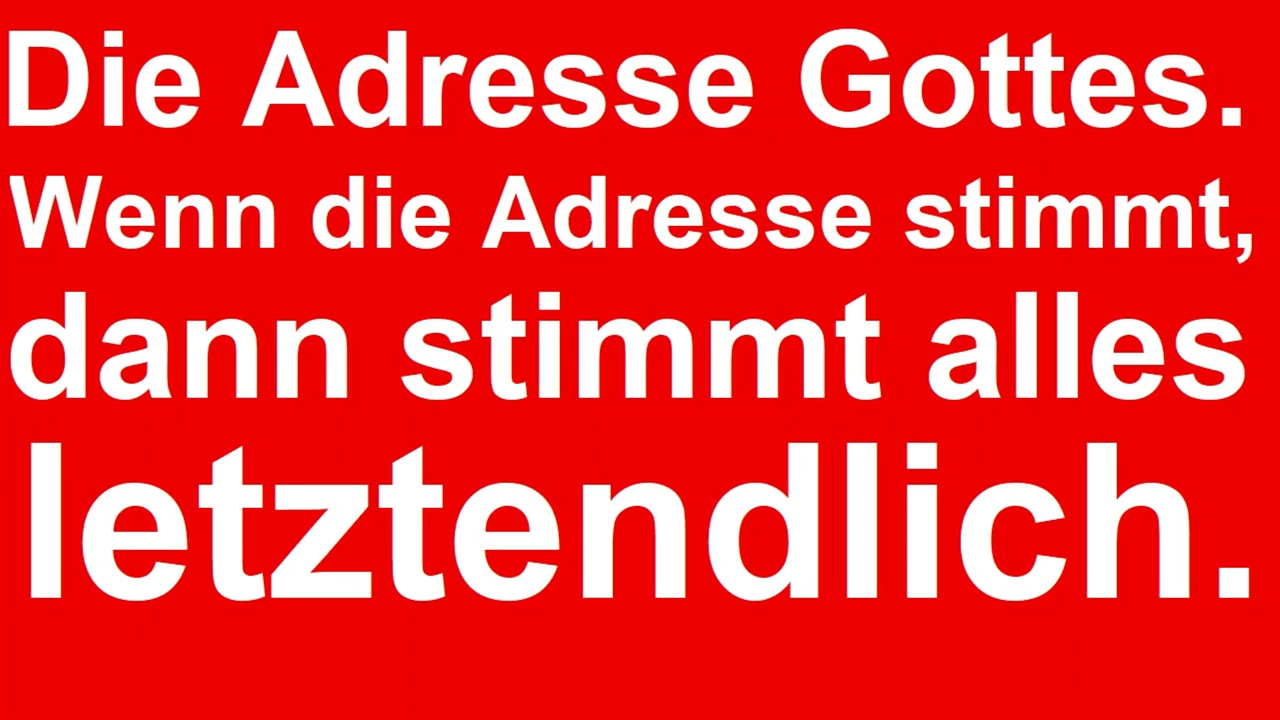 Die Adresse Gottes.
Wenn die Adresse stimmt,
dann stimmt alles
letztendlich.